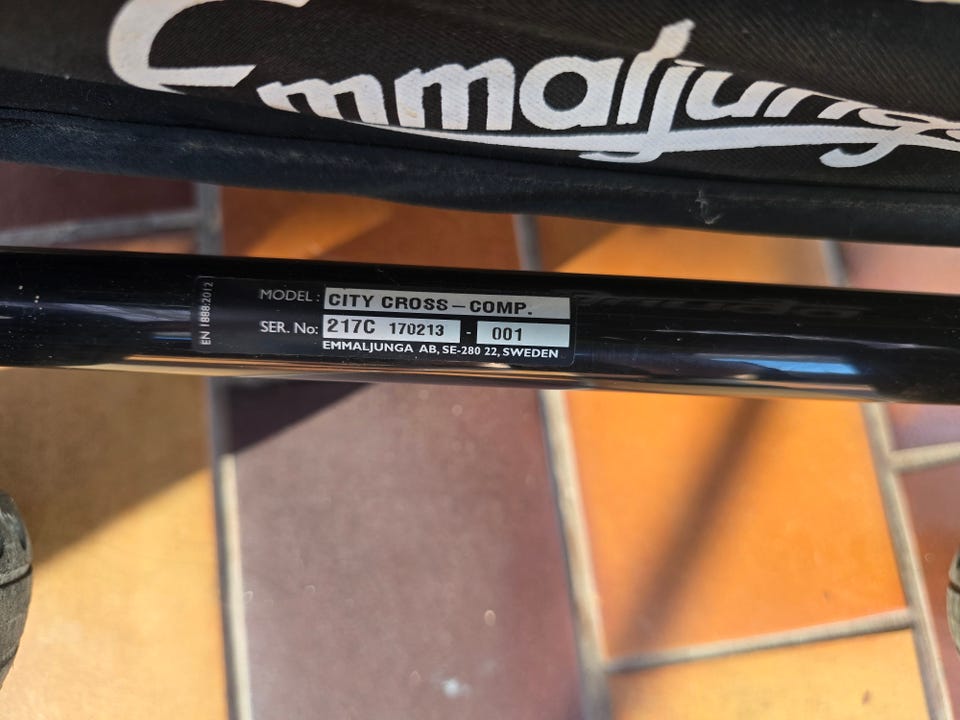 Emmaljunga
EN 1888:2012
MODEL : CITY CROSS – COMP.
SER. No: 217C 170213 - 001
EMMALJUNGA AB, SE-280 22, SWEDEN